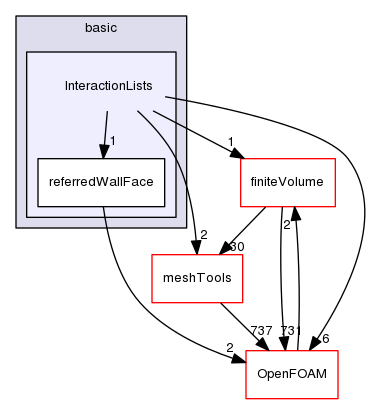 basic
InteractionLists
1
1
referredWallFace
finiteVolume
2
2
30
meshTools
737
731
6
2
OpenFOAM